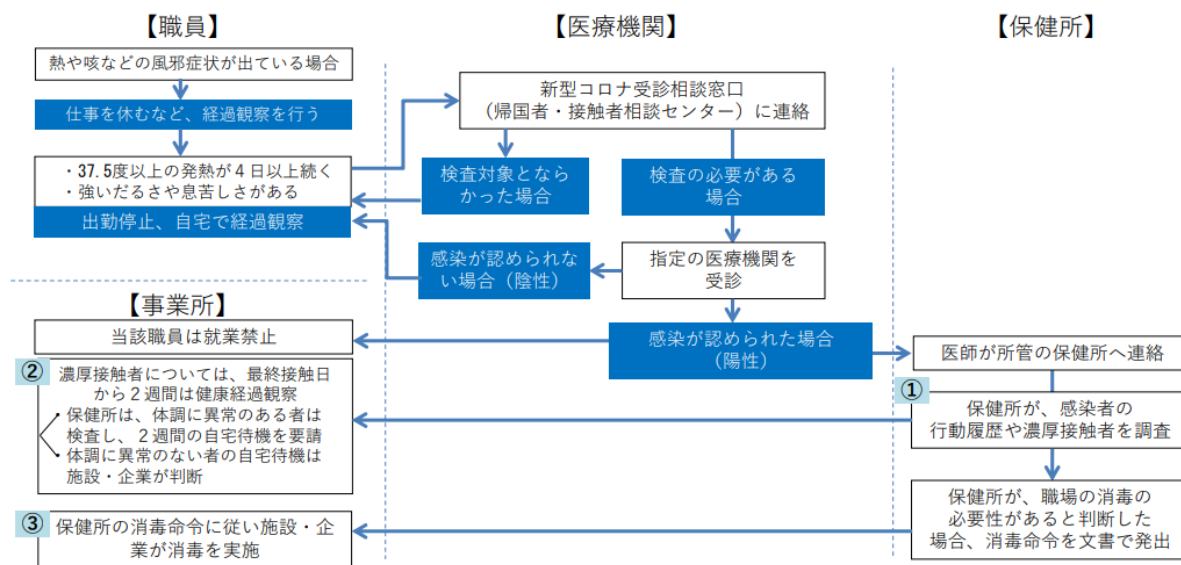 【職員】
熱や咳などの風邪症状が出ている場合
仕事を休むなど、経過観察を行う
・37.5度以上の発熱が４日以上続く
・強いだるさや息苦しさがある
出勤停止、自宅で経過観察
【医療機関】
新型コロナ受診相談窓口
（帰国者・接触者相談センター）に連絡
検査対象となら
かった場合
検査の必要がある
場合
感染が認められな
い場合（陰性）
指定の医療機関を
受診
感染が認められた場合
（陽性）
【保健所】
医師が所管の保健所へ連絡
①
保健所が、感染者の
行動履歴や濃厚接触者を調査
保健所が、職場の消毒の
必要性があると判断した
場合、消毒命令を文書で発出
【事業所】
当該職員は就業禁止
②
濃厚接触者については、最終接触日
から２週間は健康経過観察
・保健所は、体調に異常のある者は
検査し、２週間の自宅待機を要請
・体調に異常のない者の自宅待機は
施設・企業が判断
③
保健所の消毒命令に従い施設・企
業が消毒を実施